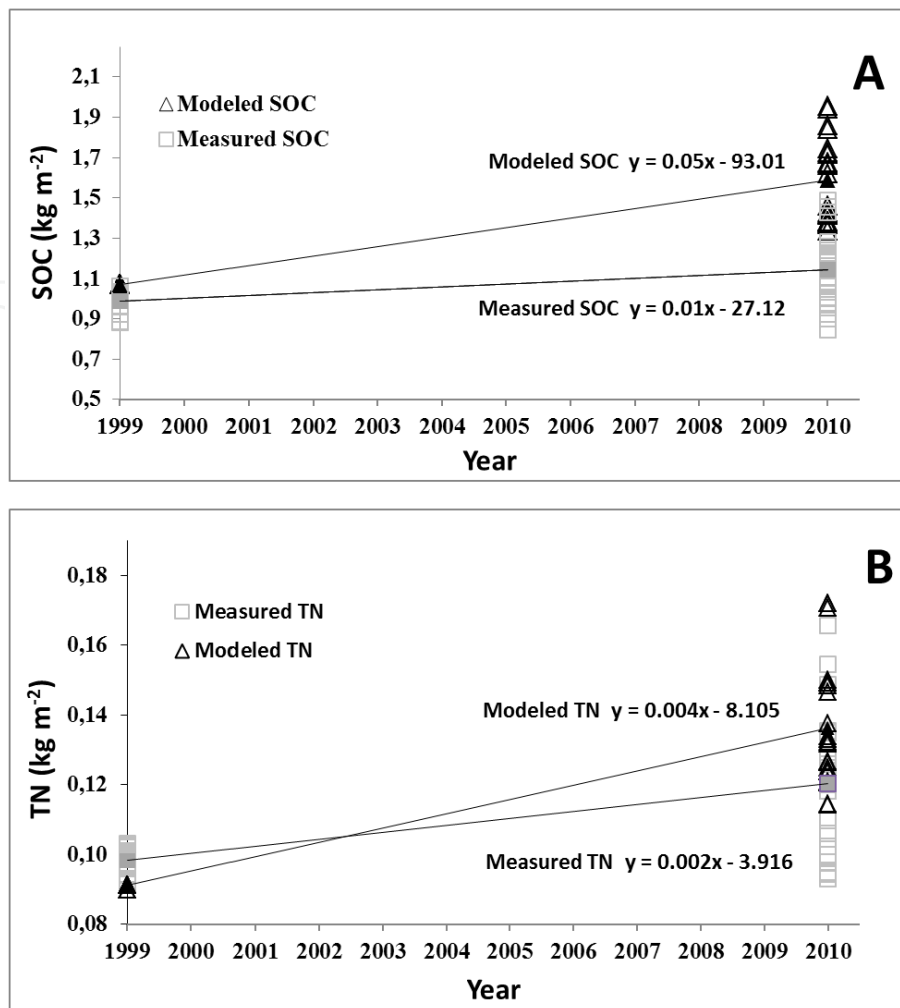 A
2,1
1,9
1,7
1,5
1,3
1,1
0,9
0,7
0,5
SOC (kg m⁻²)
Modeled SOC
Measured SOC
Modeled SOC y = 0.05x - 93.01
Measured SOC y = 0.01x - 27.12
1999 2000 2001 2002 2003 2004 2005 2006 2007 2008 2009 2010
Year
B
0,18
0,16
0,14
0,12
0,10
0,08
TN (kg m⁻²)
Measured TN
Modeled TN
Modeled TN y = 0.004x - 8.105
Measured TN y = 0.002x - 3.916
1999 2000 2001 2002 2003 2004 2005 2006 2007 2008 2009 2010
Year